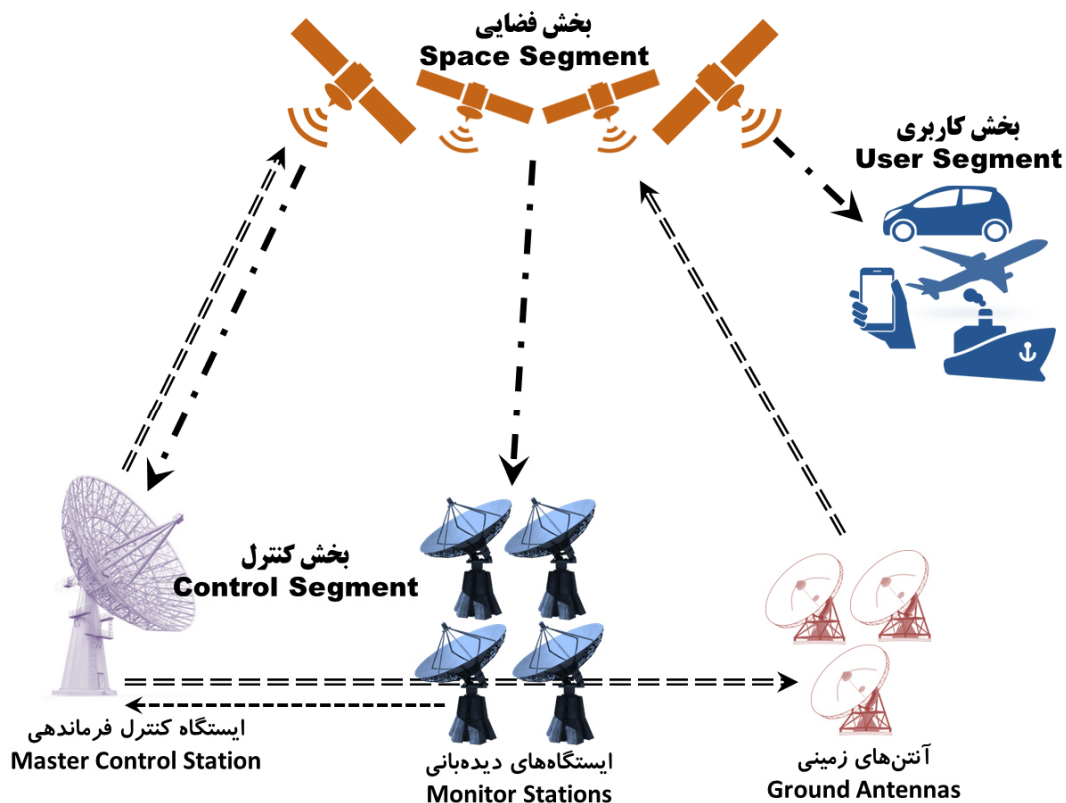 بخش فضایی
Space Segment
بخش کاربری
User Segment
بخش کنترل
Control Segment
ایستگاه کنترل فرماندهی
Master Control Station
ایستگاه‌های دیده‌بانی
Monitor Stations
آنتن‌های زمینی
Ground Antennas